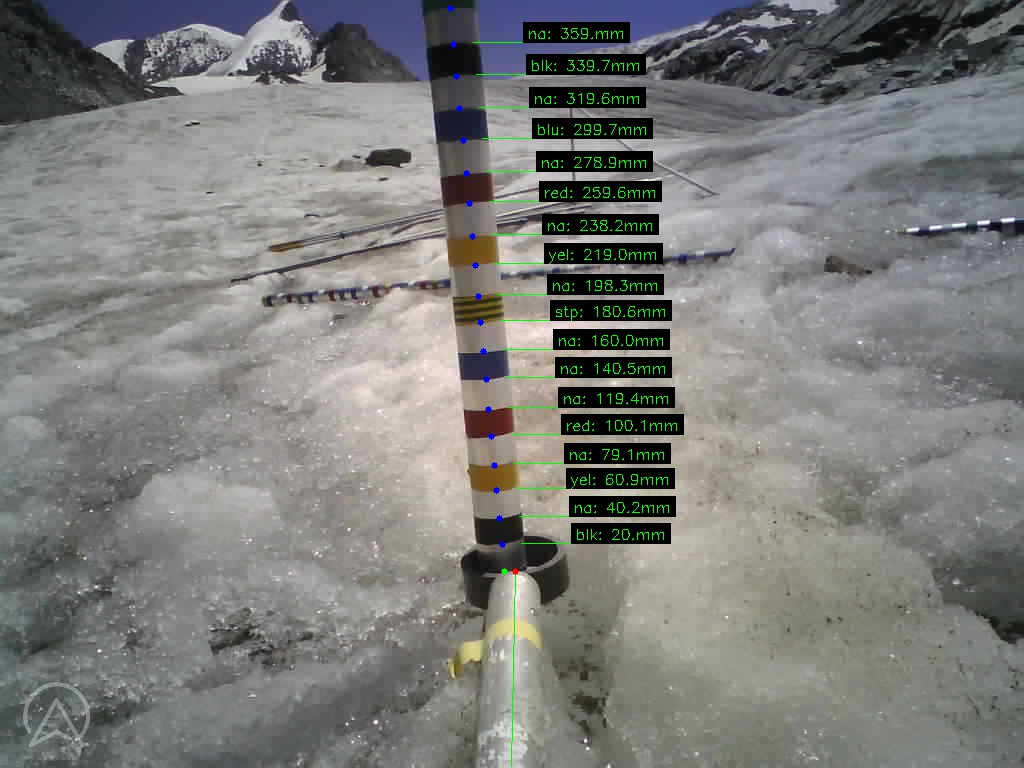 na: 359.mm
blk: 339.7mm
na: 319.6mm
blu: 299.7mm
na: 278.9mm
red: 259.6mm
na: 238.2mm
yel: 219.0mm
na: 198.3mm
stp: 180.6mm
na: 160.0mm
na: 140.5mm
na: 119.4mm
red: 100.1mm
na: 79.1mm
yel: 60.9mm
na: 40.2mm
blk: 20.mm